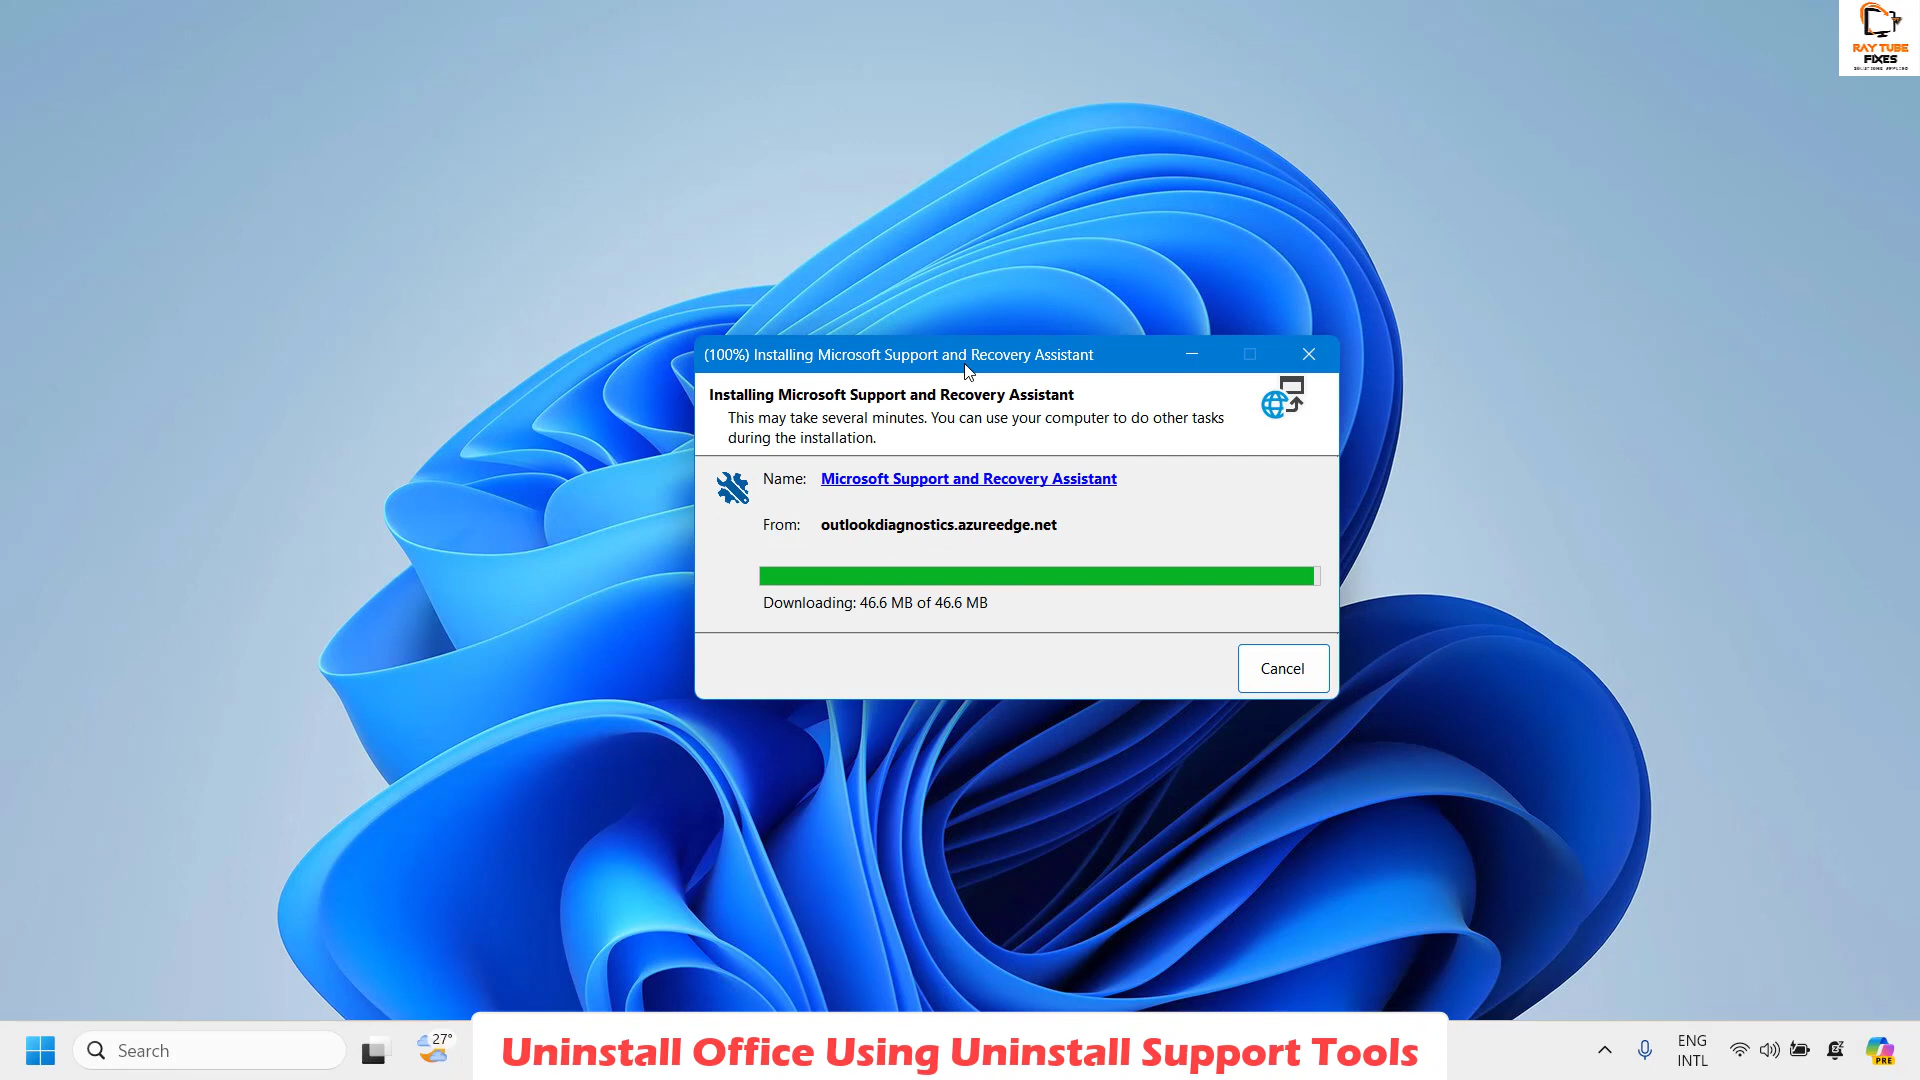 RAY TUBE
FIXES
SOLUTIONS APPLIED
(100%) Installing Microsoft Support and Recovery Assistant
Installing Microsoft Support and Recovery Assistant
This may take several minutes. You can use your computer to do other tasks
during the installation.
Name: Microsoft Support and Recovery Assistant
From: outlookdiagnostics.azureedge.net
Downloading: 46.6 MB of 46.6 MB
Cancel
Search
27°
Uninstall Office Using Uninstall Support Tools
ENG
INTL
PRE